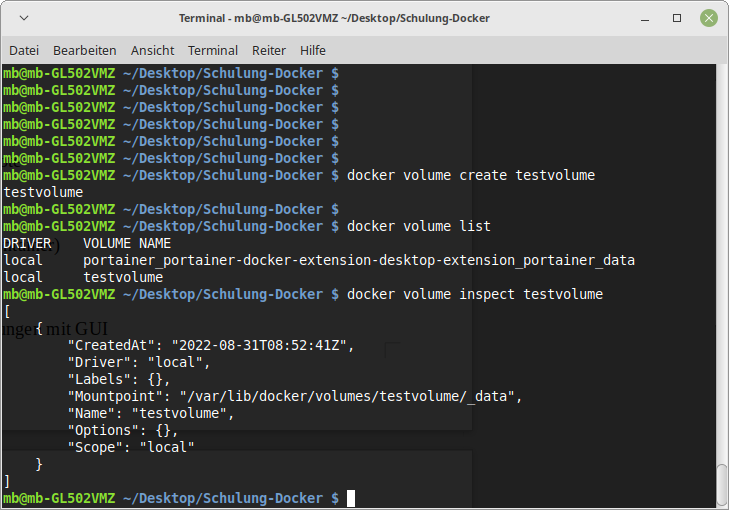 Terminal - mb@mb-GL502VMZ ~/Desktop/Schulung-Docker
Datei Bearbeiten Ansicht Terminal Reiter Hilfe
mb@mb-GL502VMZ ~/Desktop/Schulung-Docker $
mb@mb-GL502VMZ ~/Desktop/Schulung-Docker $
mb@mb-GL502VMZ ~/Desktop/Schulung-Docker $
mb@mb-GL502VMZ ~/Desktop/Schulung-Docker $
mb@mb-GL502VMZ ~/Desktop/Schulung-Docker $
mb@mb-GL502VMZ ~/Desktop/Schulung-Docker $
mb@mb-GL502VMZ ~/Desktop/Schulung-Docker $ docker volume create testvolume
testvolume
mb@mb-GL502VMZ ~/Desktop/Schulung-Docker $
mb@mb-GL502VMZ ~/Desktop/Schulung-Docker $ docker volume list
DRIVER    VOLUME NAME
local     portainer_portainer-docker-extension-desktop-extension_portainer_data
local     testvolume
mb@mb-GL502VMZ ~/Desktop/Schulung-Docker $ docker volume inspect testvolume
[
    {
        "CreatedAt": "2022-08-31T08:52:41Z",
        "Driver": "local",
        "Labels": {},
        "Mountpoint": "/var/lib/docker/volumes/testvolume/_data",
        "Name": "testvolume",
        "Options": {},
        "Scope": "local"
    }
]
mb@mb-GL502VMZ ~/Desktop/Schulung-Docker $
mit GUI